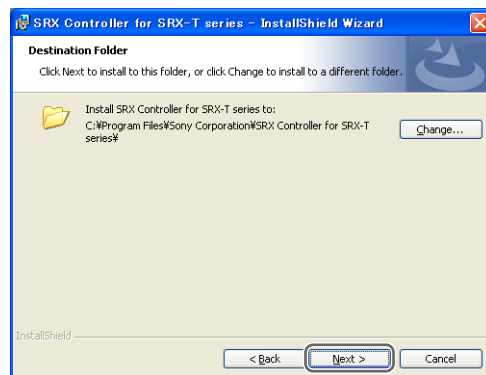 SRX Controller for SRX-T series - InstallShield Wizard
Destination Folder
Click Next to install to this folder, or click Change to install to a different folder.
Install SRX Controller for SRX-T series to:
C:¥Program Files¥Sony Corporation¥SRX Controller for SRX-T
series¥
Change...
InstallShield
< Back
Next >
Cancel